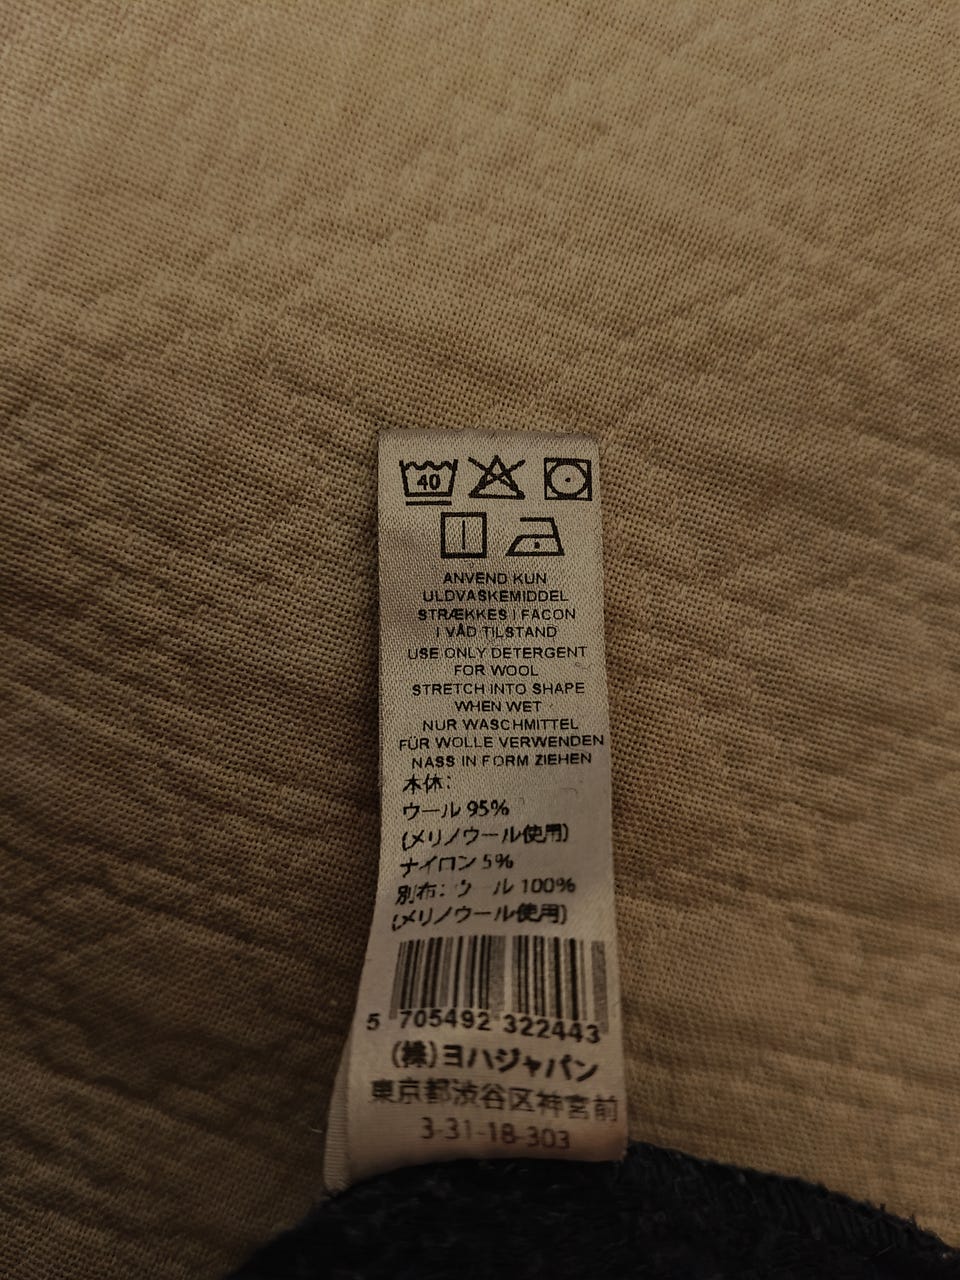 40
ANVEND KUN
ULDVASKEMIDDEL
STRÆKKES I FACON
I VÅD TILSTAND
USE ONLY DETERGENT
FOR WOOL
STRETCH INTO SHAPE
WHEN WET
NUR WASCHMITTEL
FÜR WOLLE VERWENDEN
NASS IN FORM ZIEHEN
本体:
ウール 95%
(メリノウール使用)
ナイロン 5%
別布: ウール 100%
(メリノウール使用)
5 705492 322443
(株)ヨハジャパン
東京都渋谷区神宮前
3-31-18-303